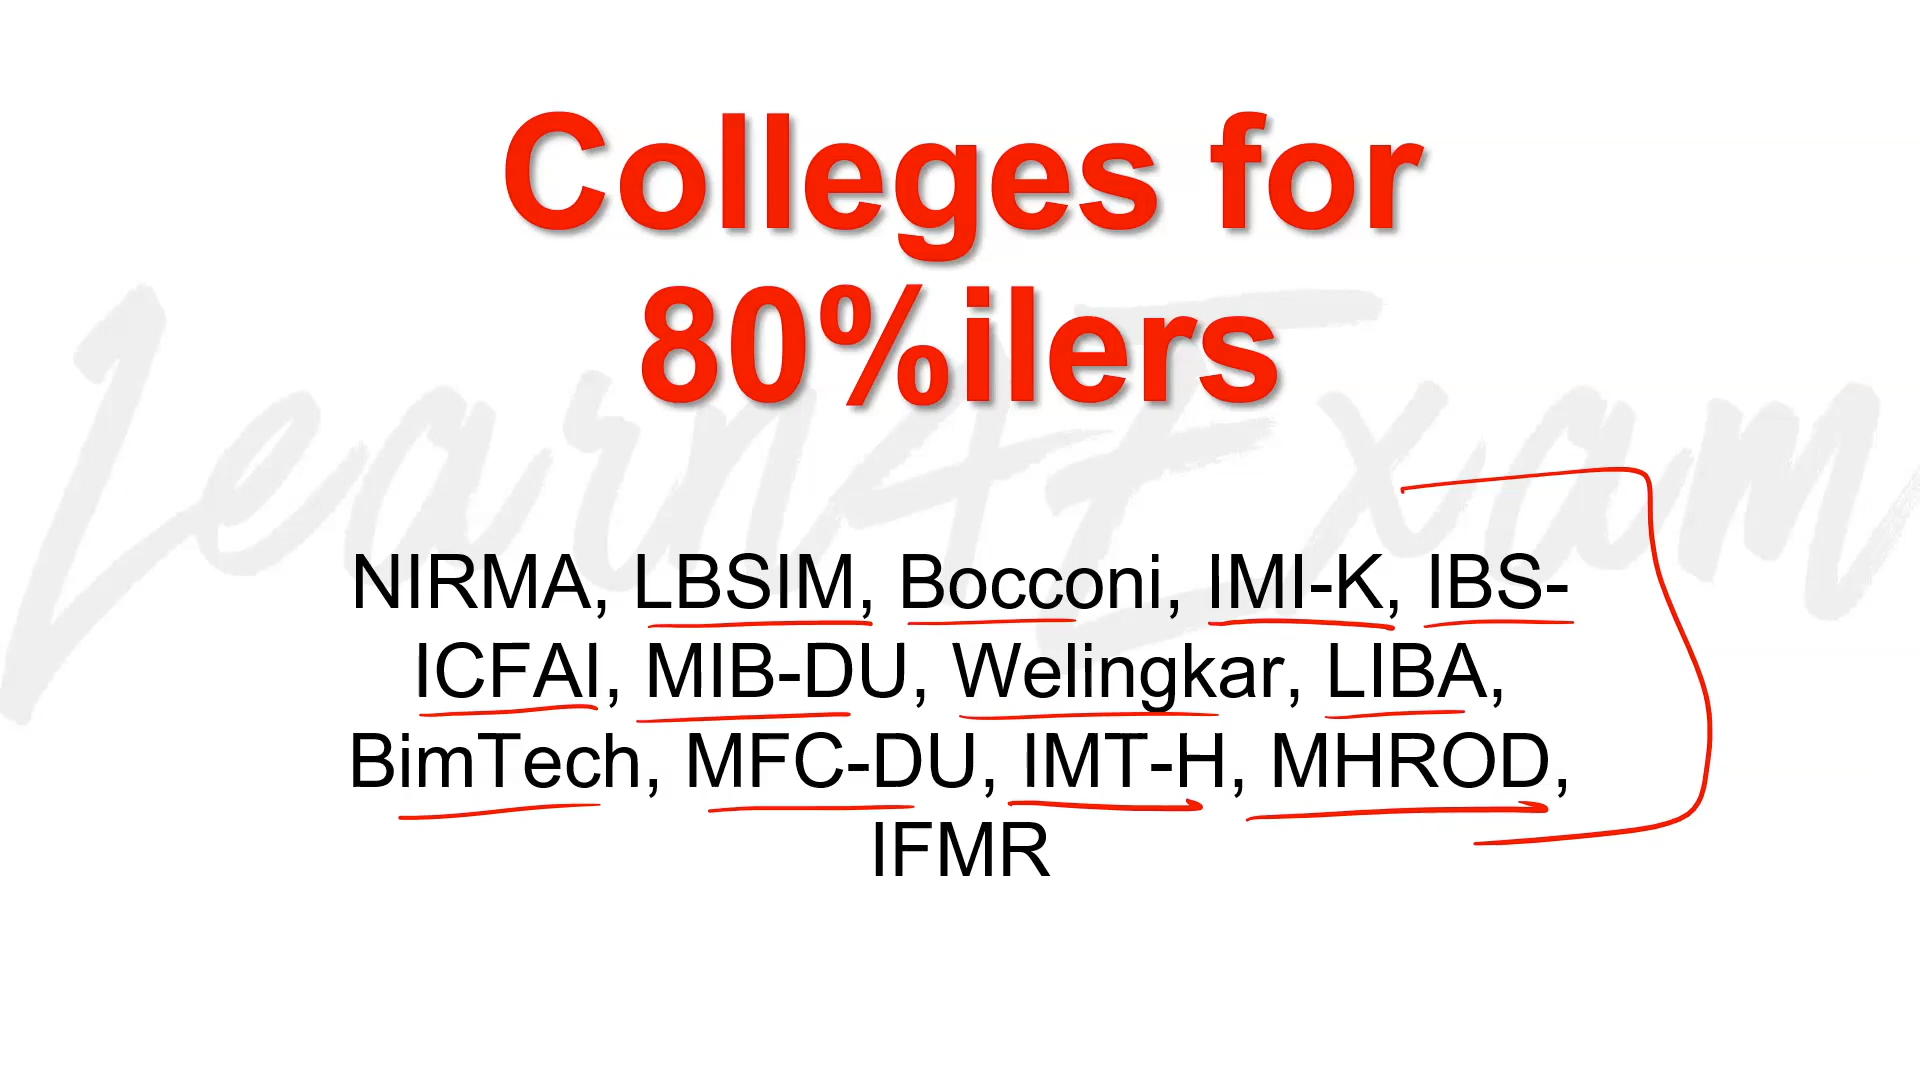 Colleges for
80%ilers
Learn4Exam
NIRMA, LBSIM, Bocconi, IMI-K, IBS-
ICFAI, MIB-DU, Welingkar, LIBA,
BimTech, MFC-DU, IMT-H, MHROD,
IFMR